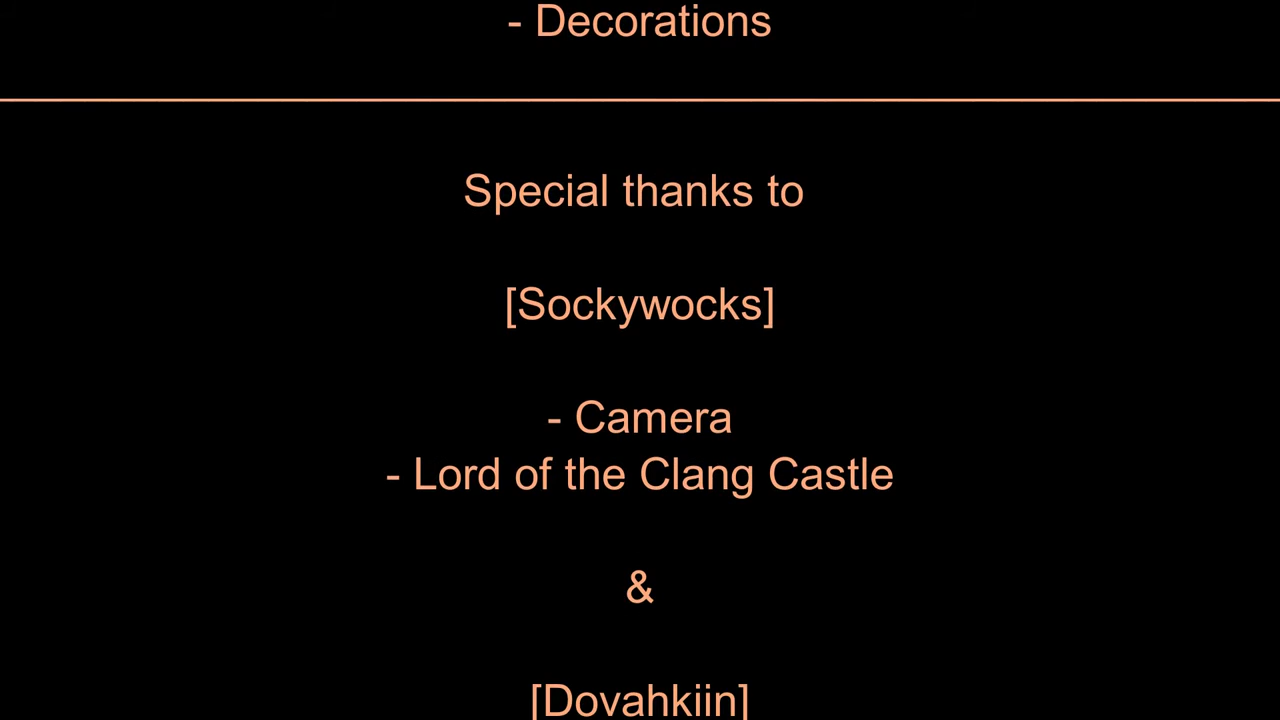 - Decorations
Special thanks to
[Sockywocks]
- Camera
- Lord of the Clang Castle
&
[Dovahkiin]